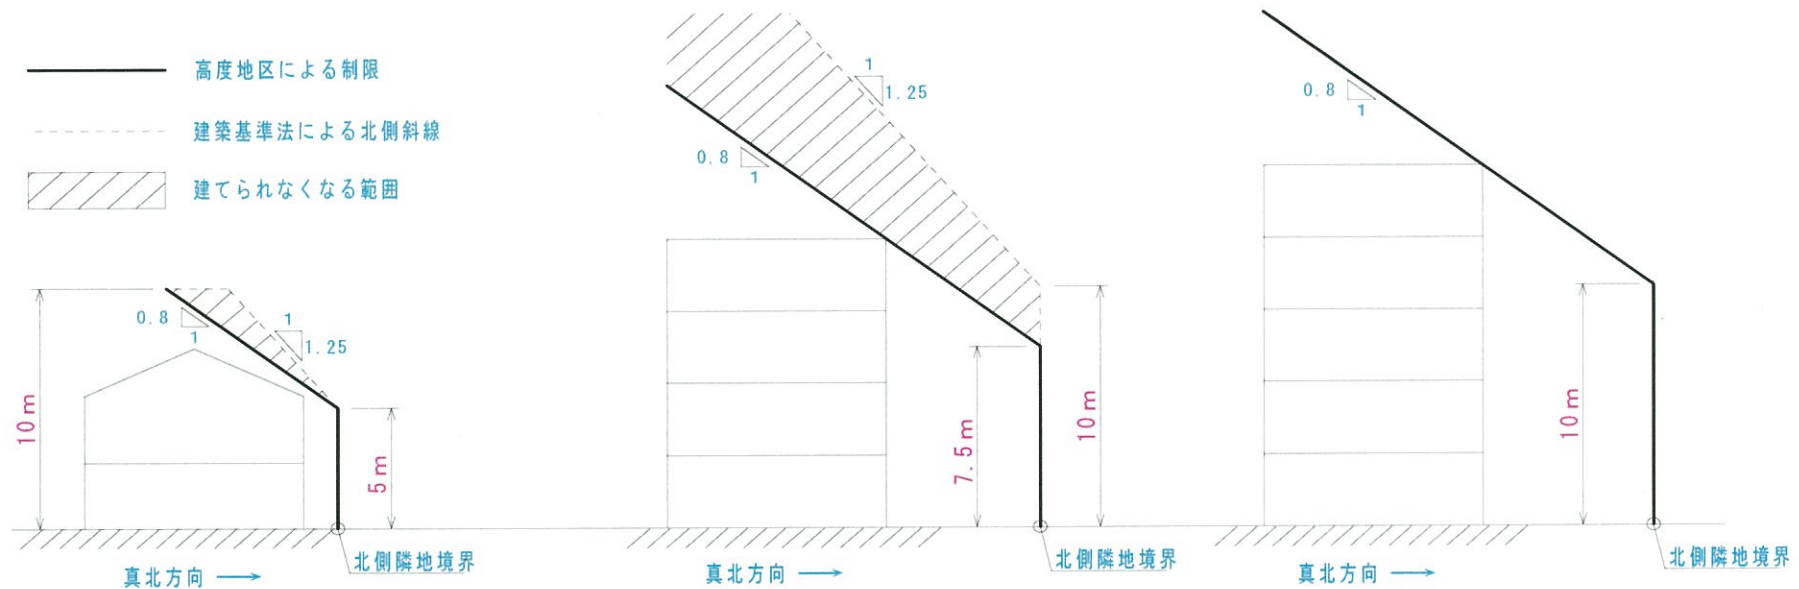 高度地区による制限
建築基準法による北側斜線
建てられなくなる範囲
10m
0.8
1
1
1.25
5m
北側隣地境界
真北方向
1
1.25
0.8
1
7.5m
10m
北側隣地境界
真北方向
0.8
1
10m
北側隣地境界
真北方向